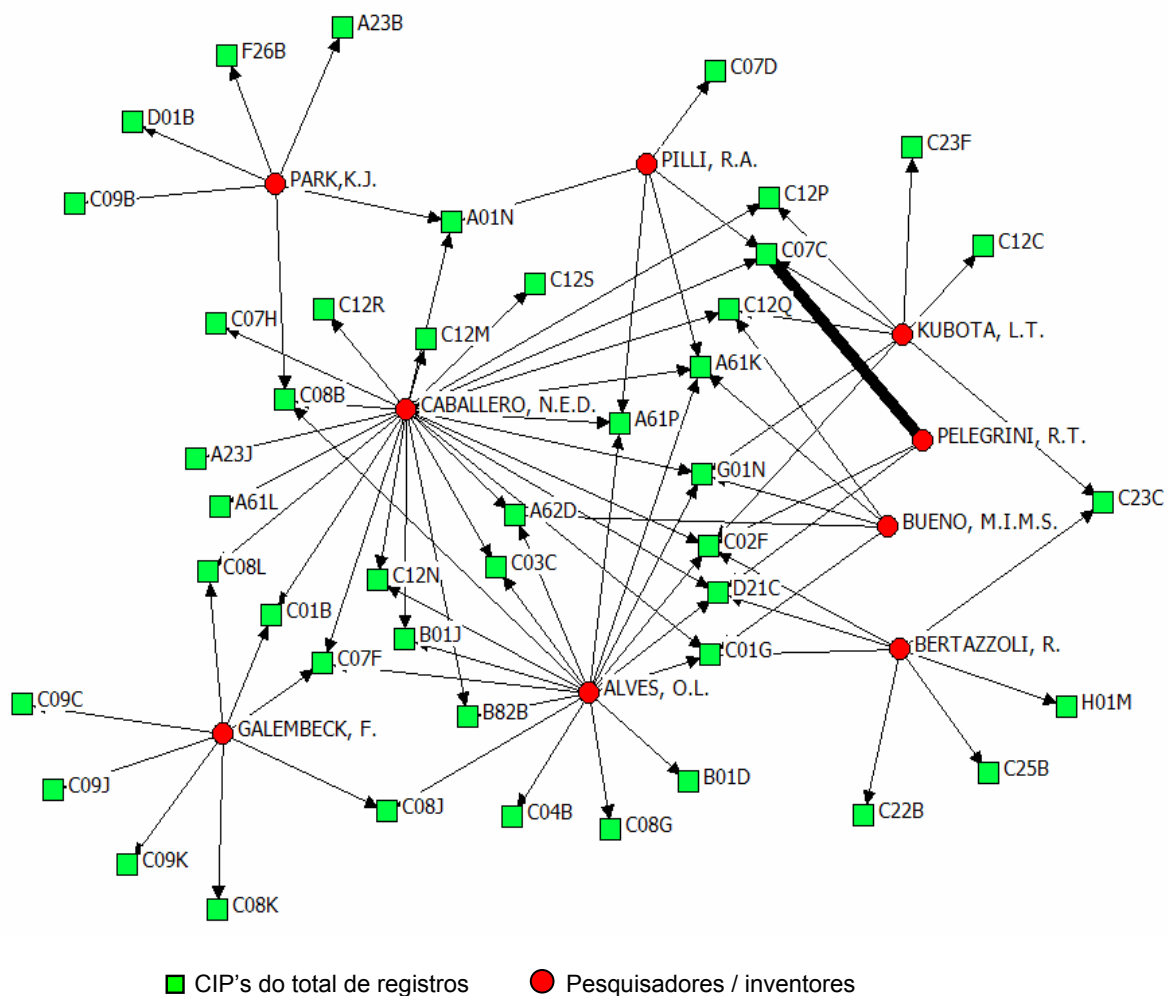 A23B
F26B
C07D
D01B
C23F
PILLI, R.A.
PARK,K.J.
C12P
C09B
A01N
C12C
C07C
C12S
C12R
C12Q
C07H
KUBOTA, L.T.
C12M
A61K
C08B
CABALLERO, N.E.D.
A61P
PELEGRINI, R.T.
A23J
G01N
C23C
A61L
A62D
BUENO, M.I.M.S.
C02F
C03C
C08L
C12N
D21C
C01B
B01J
BERTAZZOLI, R.
C01G
C07F
ALVES, O.L.
C09C
H01M
B82B
GALEMBECK, F.
C25B
B01D
C09J
C08J
C04B
C22B
C08G
C09K
C08K
CIP's do total de registros
Pesquisadores / inventores